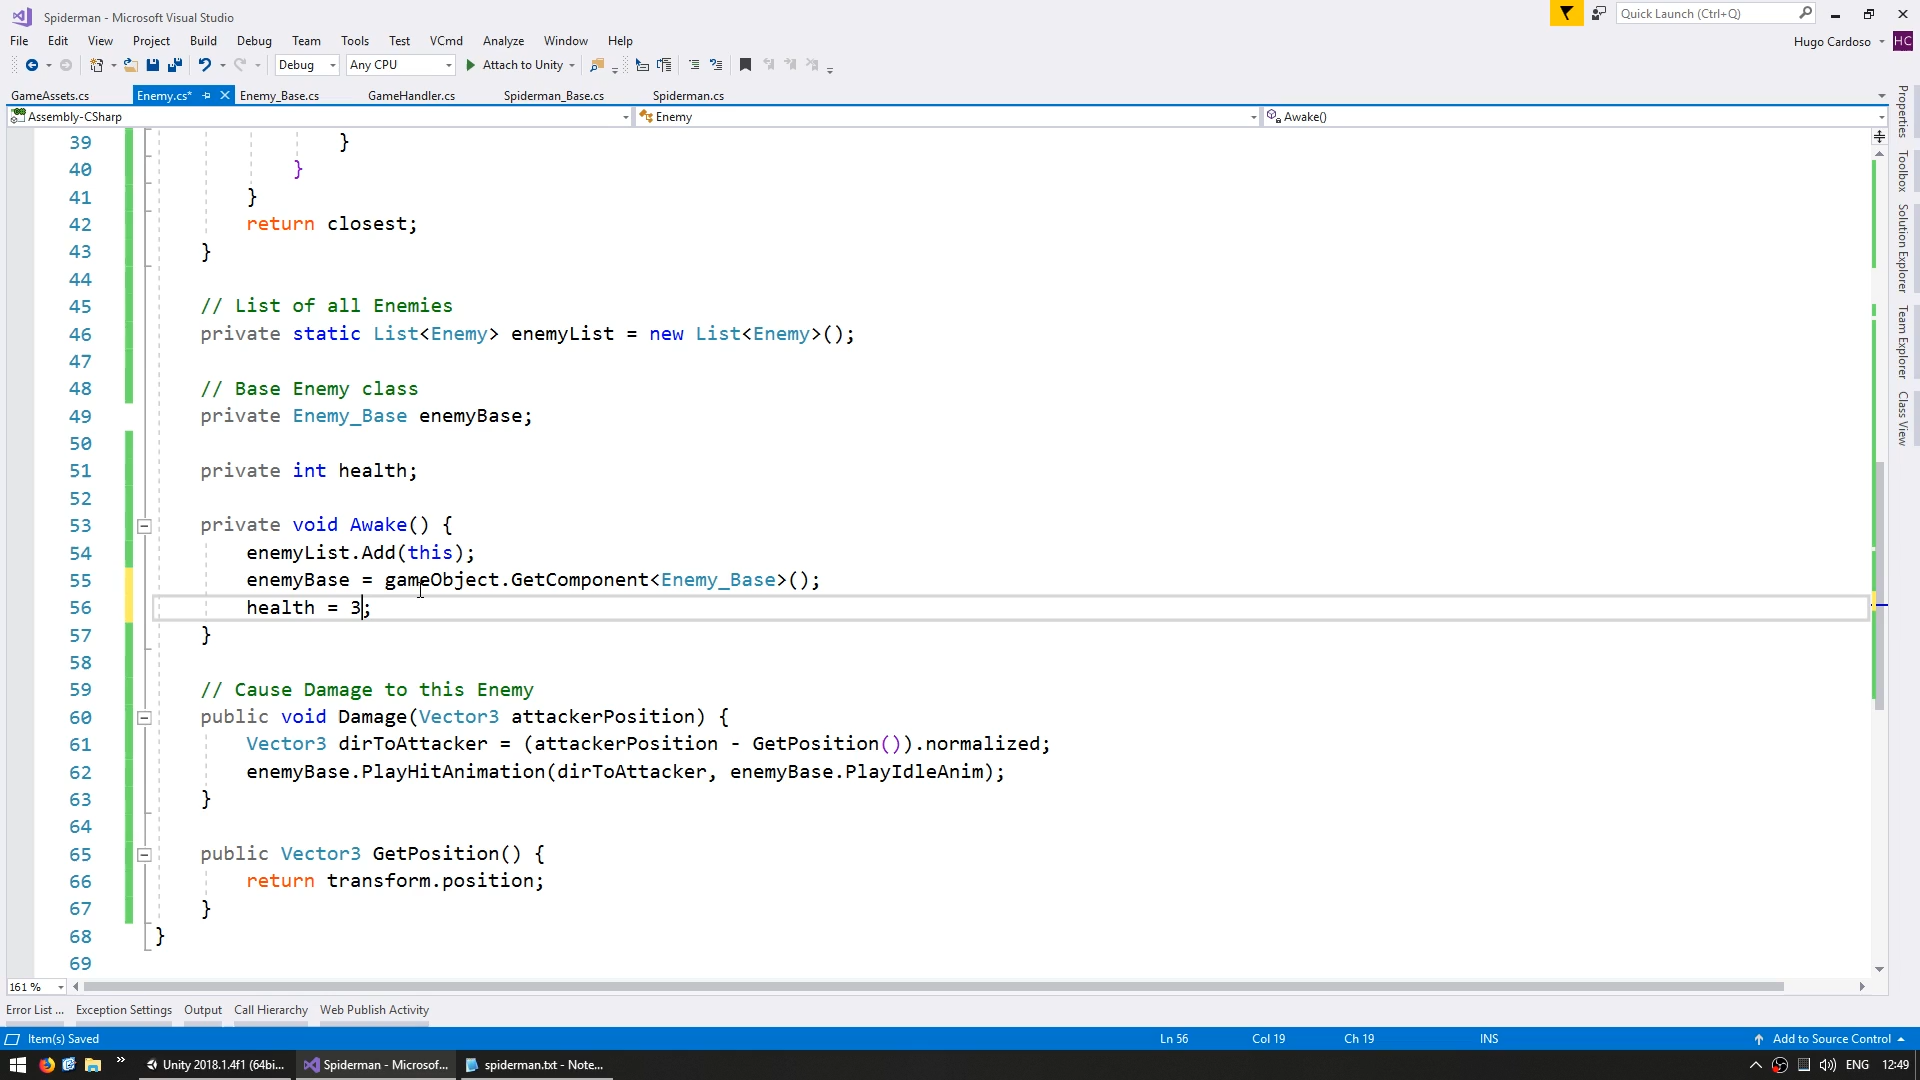 Spiderman - Microsoft Visual Studio
Quick Launch (Ctrl+Q)
File Edit View Project Build Debug Team Tools Test VCmd Analyze Window Help
Hugo Cardoso HC
Debug Any CPU Attach to Unity
GameAssets.cs Enemy.cs* Enemy_Base.cs GameHandler.cs Spiderman_Base.cs Spiderman.cs
Assembly-CSharp Enemy Awake()
39 }
40 }
41 }
42 return closest;
43 }
44
45 // List of all Enemies
46 private static List<Enemy> enemyList = new List<Enemy>();
47
48 // Base Enemy class
49 private Enemy_Base enemyBase;
50
51 private int health;
52
53 private void Awake() {
54 enemyList.Add(this);
55 enemyBase = gameObject.GetComponent<Enemy_Base>();
56 health = 3;
57 }
58
59 // Cause Damage to this Enemy
60 public void Damage(Vector3 attackerPosition) {
61 Vector3 dirToAttacker = (attackerPosition - GetPosition()).normalized;
62 enemyBase.PlayHitAnimation(dirToAttacker, enemyBase.PlayIdleAnim);
63 }
64
65 public Vector3 GetPosition() {
66 return transform.position;
67 }
68 }
69
Properties
Toolbox
Solution Explorer
Team Explorer
Class View
161 %
Error List ... Exception Settings Output Call Hierarchy Web Publish Activity
Item(s) Saved Ln 56 Col 19 Ch 19 INS Add to Source Control
Unity 2018.1.4f1 (64bi... Spiderman - Microsof... spiderman.txt - Note... ENG 12:49